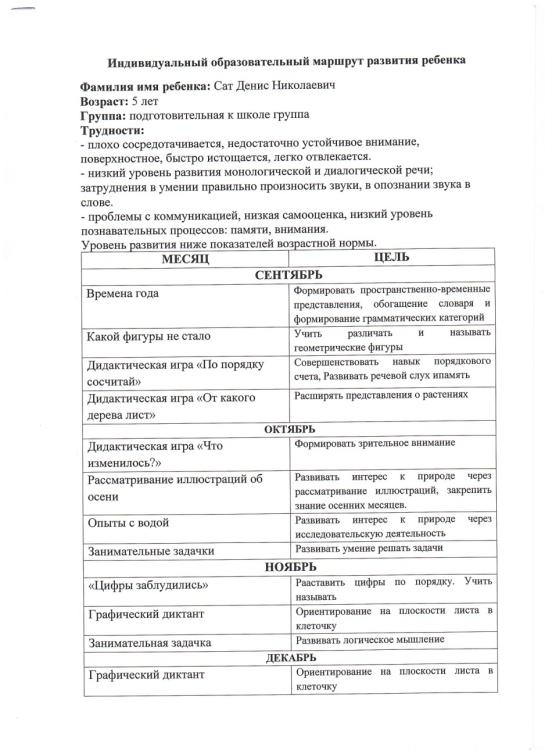 Индивидуальный образовательный маршрут развития ребенка
Фамилия имя ребенка: Сат Денис Николаевич
Возраст: 5 лет
Группа: подготовительная к школе группа
Трудности:
- плохо сосредотачивается, недостаточно устойчивое внимание,
поверхностное, быстро истощается, легко отвлекается.
- низкий уровень развития монологической и диалогической речи;
затруднения в умении правильно произносить звуки, в опознании звука в
слове.
- проблемы с коммуникацией, низкая самооценка, низкий уровень
познавательных процессов: памяти, внимания.
Уровень развития ниже показателей возрастной нормы.
МЕСЯЦ ЦЕЛЬ
СЕНТЯБРЬ
Времена года Формировать пространственно-временные
представления, обогащение словаря и
формирование грамматических категорий
Какой фигуры не стало Учить различать и называть
геометрические фигуры
Дидактическая игра «По порядку Совершенствовать навык порядкового
сосчитай» счета, Развивать речевой слух ипамять
Дидактическая игра «От какого Расширять представления о растениях
дерева лист»
ОКТЯБРЬ
Дидактическая игра «Что Формировать зрительное внимание
изменилось?»
Рассматривание иллюстраций об Развивать интерес к природе через
осени рассматривание иллюстраций, закрепить
знание осенних месяцев.
Опыты с водой Развивать интерес к природе через
исследовательскую деятельность
Занимательные задачки Развивать умение решать задачи
НОЯБРЬ
«Цифры заблудились» Рааставить цифры по порядку. Учить
называть
Графический диктант Ориентирование на плоскости листа в
клеточку
Занимательная задачка Развивать логическое мышление
ДЕКАБРЬ
Графический диктант Ориентирование на плоскости листа в
клеточку